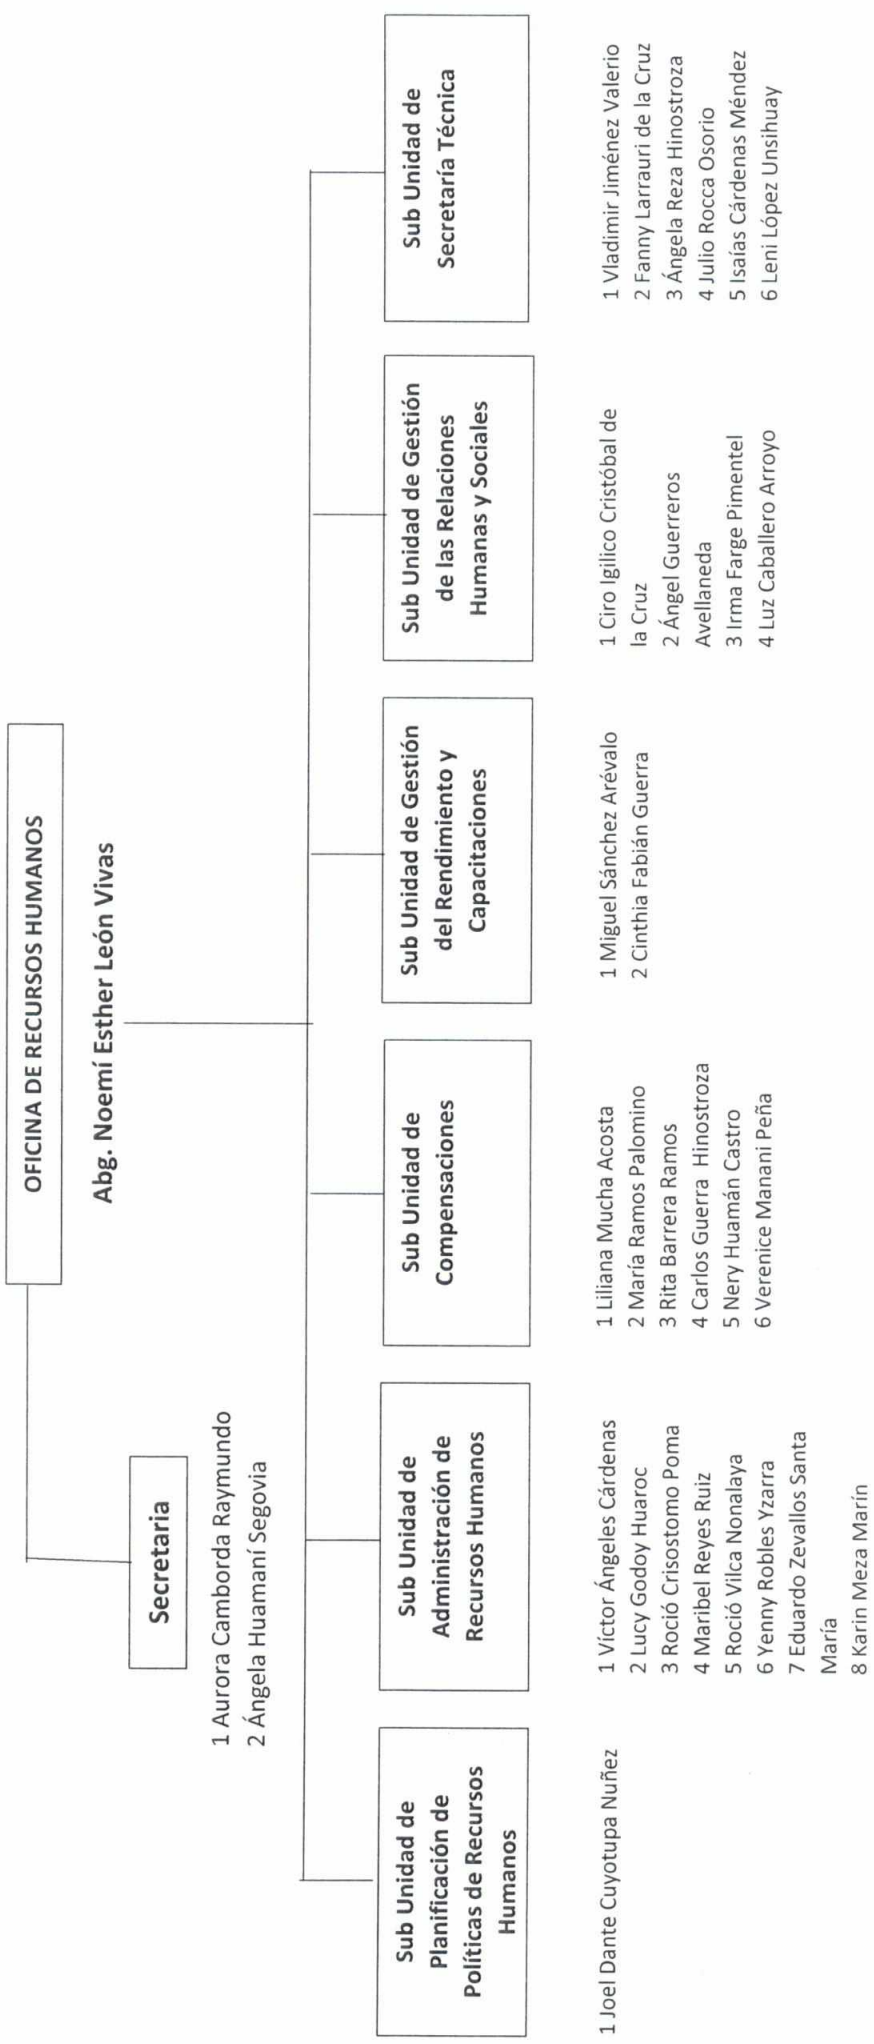 OFICINA DE RECURSOS HUMANOS
Abg. Noemí Esther León Vivas
Secretaria
1 Aurora Camborda Raymundo
2 Ángela Huamaní Segovia
Sub Unidad de
Planificación de
Políticas de Recursos
Humanos
1 Joel Dante Cuyotupa Nuñez
Sub Unidad de
Administración de
Recursos Humanos
1 Víctor Ángeles Cárdenas
2 Lucy Godoy Huaroc
3 Roció Crisostomo Poma
4 Maribel Reyes Ruiz
5 Roció Vilca Nonalaya
6 Yenny Robles Yzarra
7 Eduardo Zevallos Santa
María
8 Karin Meza Marín
Sub Unidad de
Compensaciones
1 Liliana Mucha Acosta
2 María Ramos Palomino
3 Rita Barrera Ramos
4 Carlos Guerra Hinostroza
5 Nery Huamán Castro
6 Verenice Manani Peña
Sub Unidad de Gestión
del Rendimiento y
Capacitaciones
1 Miguel Sánchez Arévalo
2 Cinthia Fabián Guerra
Sub Unidad de Gestión
de las Relaciones
Humanas y Sociales
1 Ciro Igilico Cristóbal de
la Cruz
2 Ángel Guerreros
Avellaneda
3 Irma Farge Pimentel
4 Luz Caballero Arroyo
Sub Unidad de
Secretaría Técnica
1 Vladimir Jiménez Valerio
2 Fanny Larrauri de la Cruz
3 Ángela Reza Hinostroza
4 Julio Rocca Osorio
5 Isaías Cárdenas Méndez
6 Leni López Unsihuay